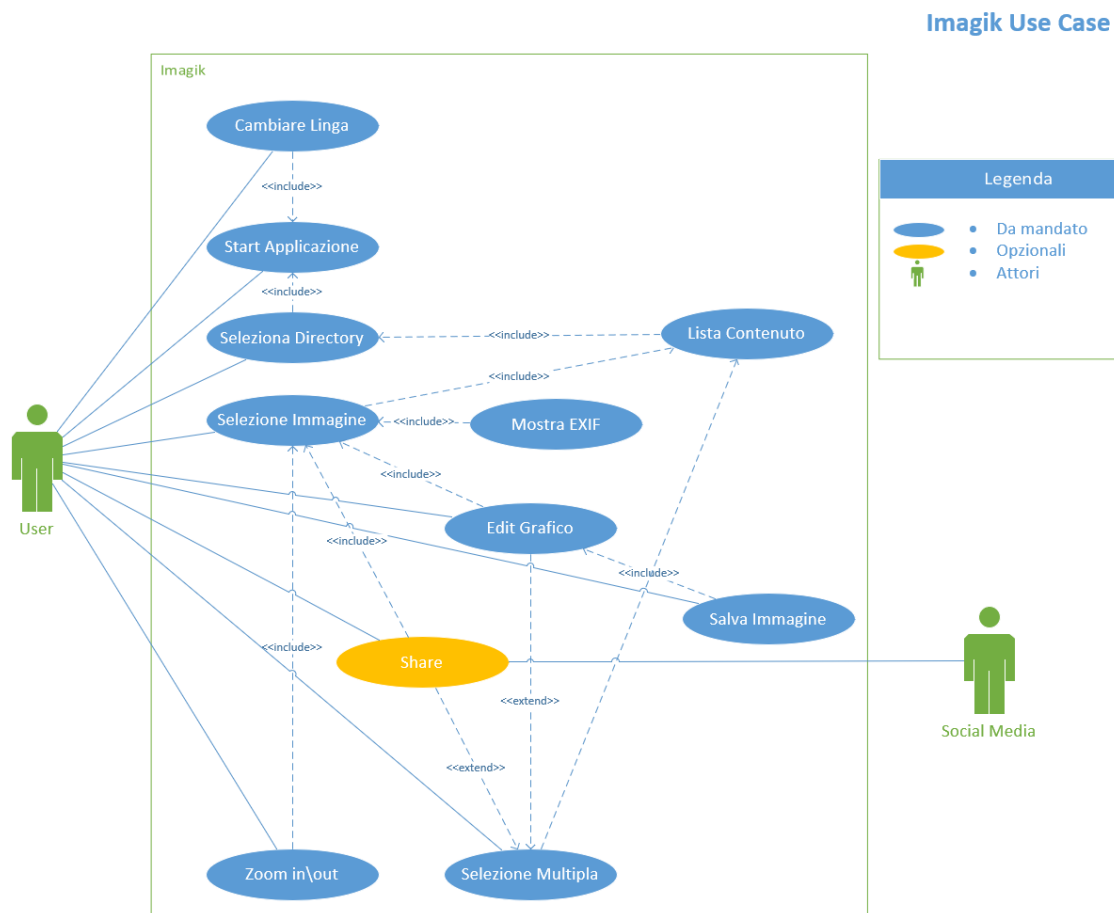 Imagik Use Case
Imagik
Cambiare Linga
<<include>>
Legenda
Start Applicazione
Da mandato
Opzionali
Attori
<<include>>
Seleziona Directory
<<include>>
Lista Contenuto
<<include>>
Selezione Immagine
<<include>>
Mostra EXIF
<<include>>
User
Edit Grafico
<<include>>
<<include>>
Salva Immagine
<<include>>
Share
<<extend>>
Social Media
<<extend>>
Zoom in\out
Selezione Multipla